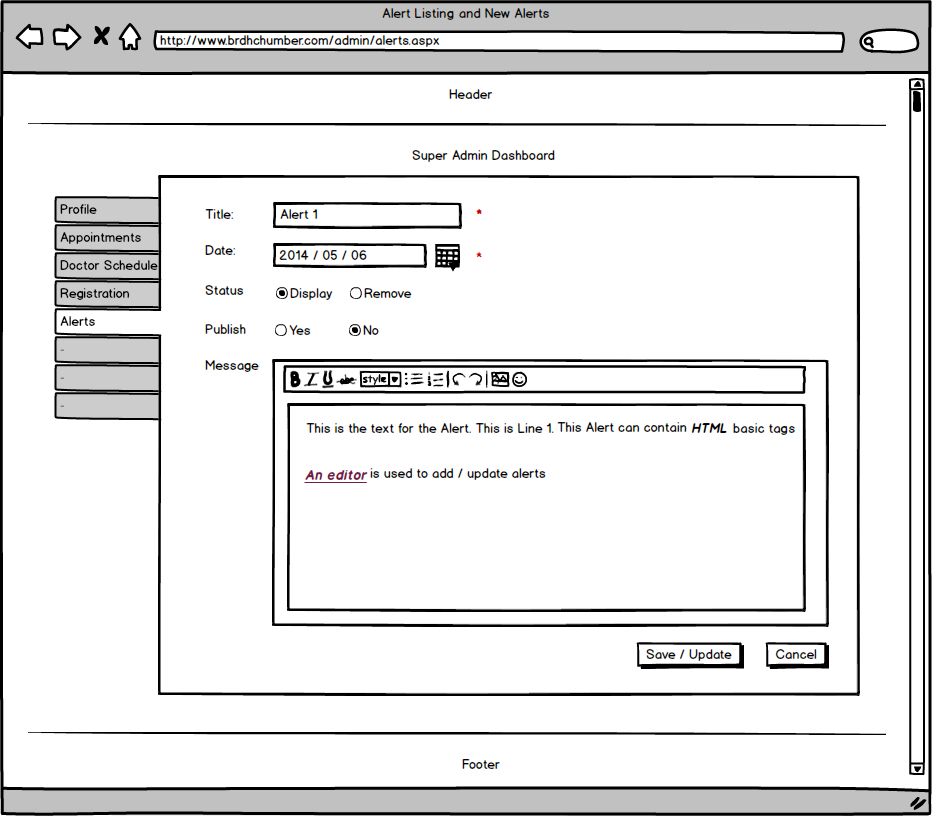 Alert Listing and New Alerts
http://www.brdhchumber.com/admin/alerts.aspx
Header
Super Admin Dashboard
Profile
Appointments
Doctor Schedule
Registration
Alerts
-
-
-
Title: Alert 1 *
Date: 2014 / 05 / 06 *
Status Display Remove
Publish Yes No
Message
B I U abc style
This is the text for the Alert. This is Line 1. This Alert can contain HTML basic tags
An editor is used to add / update alerts
Save / Update Cancel
Footer